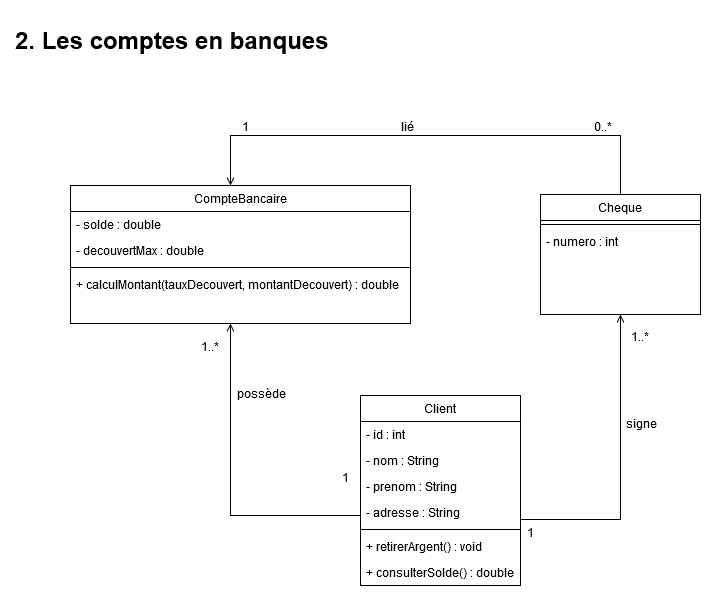 2. Les comptes en banques
1
lié
0..*
CompteBancaire
- solde : double
- decouvertMax : double
+ calculMontant(tauxDecouvert, montantDecouvert) : double
Cheque
- numero : int
1..*
1..*
possède
signe
Client
- id : int
- nom : String
- prenom : String
- adresse : String
+ retirerArgent() : void
+ consulterSolde() : double
1
1